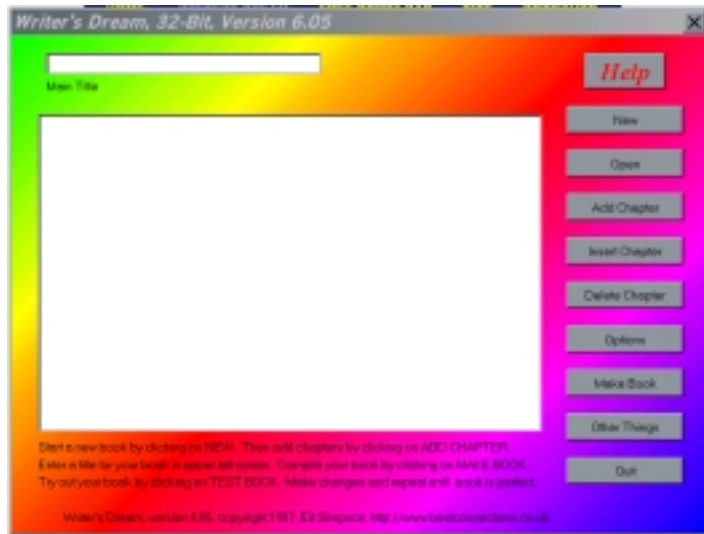 Writer's Dream, 32-Bit, Version 6.05
Main Title
Help
New
Open
Add Chapter
Insert Chapter
Delete Chapter
Options
Make Book
Other Things
Quit
Start a new book by clicking on NEW. Then add chapters by clicking on ADD CHAPTER.
Enter a title for your book in upper left corner. Compile your book by clicking on MAKE BOOK.
Try out your book by clicking on TEST BOOK. Make changes and repeat until book is perfect.
Writer's Dream, version 6.05, copyright 1997, Ed Simpson, http://www.bestconnections.co.uk